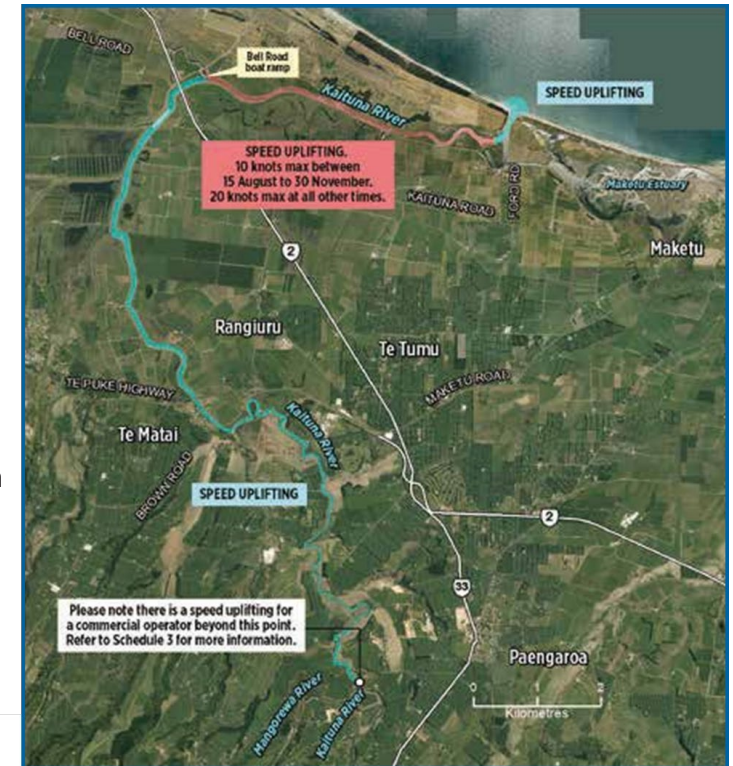 BELL ROAD
Bell Road
boat ramp
Kaituna River
SPEED UPLIFTING
SPEED UPLIFTING.
10 knots max between
15 August to 30 November.
20 knots max at all other times.
KAITUNA ROAD
FORD RD
Maketu Estuary
Maketu
2
Rangiuru
Te Tumu
MAKETU ROAD
TE PUKE HIGHWAY
Te Matai
Kaituna River
BROWN ROAD
SPEED UPLIFTING
2
33
Please note there is a speed uplifting for
a commercial operator beyond this point.
Refer to Schedule 3 for more information.
Paengaroa
Mangorewa River
Kaituna River
0
Kilometres